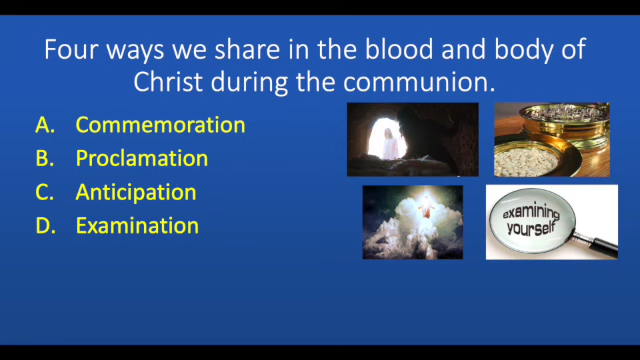 Four ways we share in the blood and body of
Christ during the communion.
A. Commemoration
B. Proclamation
C. Anticipation
D. Examination
examining
yourself